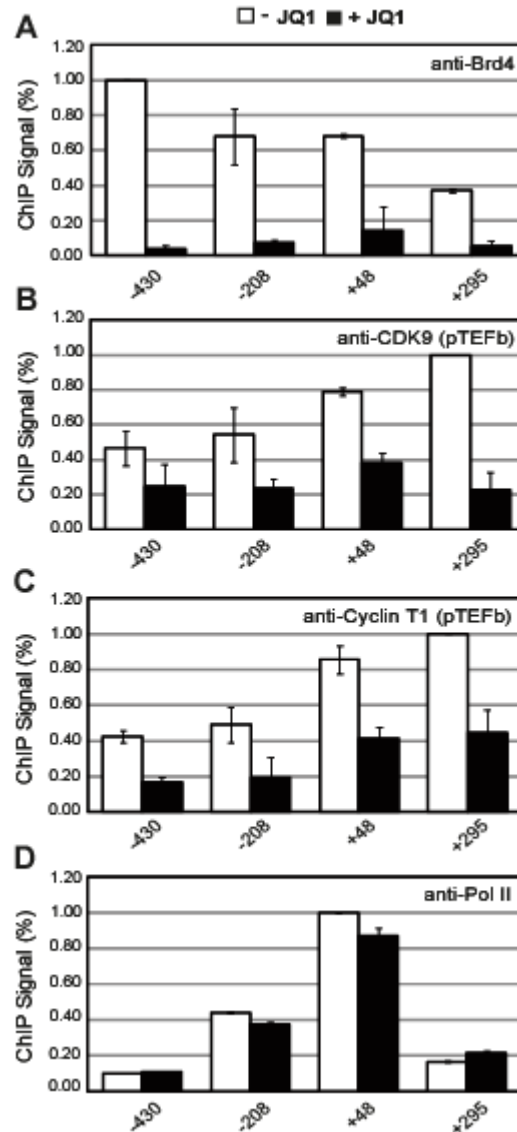 - JQ1 + JQ1
A
anti-Brd4
ChIP Signal (%)
1.20
1.00
0.80
0.60
0.40
0.20
0.00
-430 -208 +48 +295
B
anti-CDK9 (pTEFb)
ChIP Signal (%)
1.20
1.00
0.80
0.60
0.40
0.20
0.00
-430 -208 +48 +295
C
anti-Cyclin T1 (pTEFb)
ChIP Signal (%)
1.20
1.00
0.80
0.60
0.40
0.20
0.00
-430 -208 +48 +295
D
anti-Pol II
ChIP Signal (%)
1.20
1.00
0.80
0.60
0.40
0.20
0.00
-430 -208 +48 +295